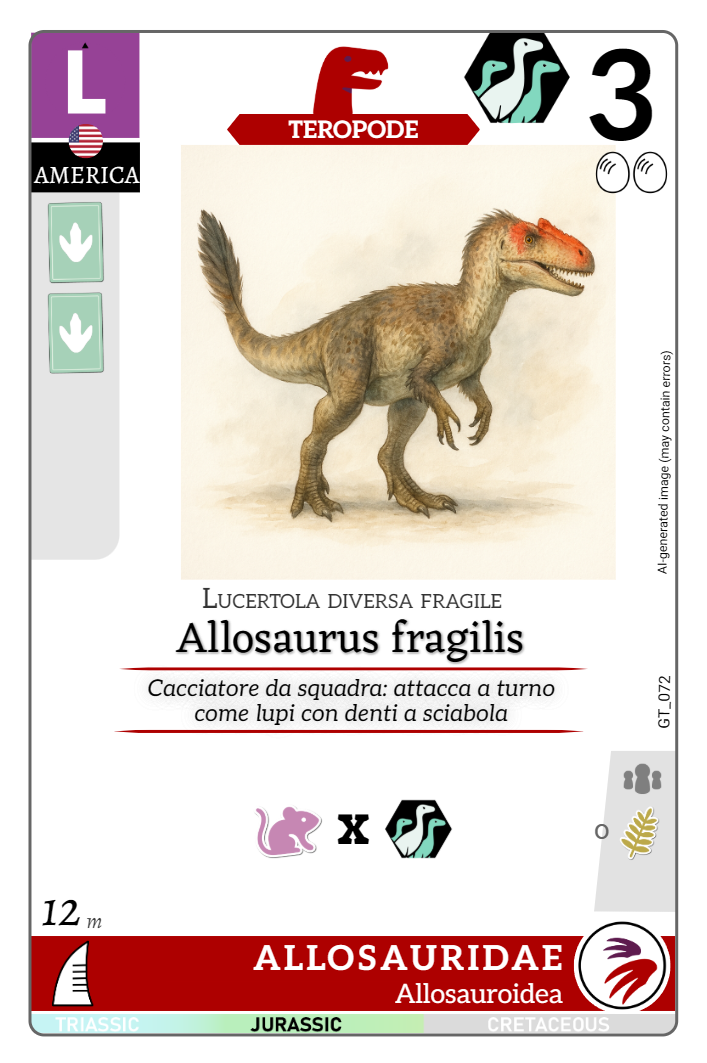 L
AMERICA
TEROPODE
3
AI-generated image (may contain errors)
LUCERTOLA DIVERSA FRAGILE
Allosaurus fragilis
Cacciatore da squadra: attacca a turno
come lupi con denti a sciabola
GT_072
X
O
12 m
ALLOSAURIDAE
Allosauroidea
TRIASSIC JURASSIC CRETACEOUS